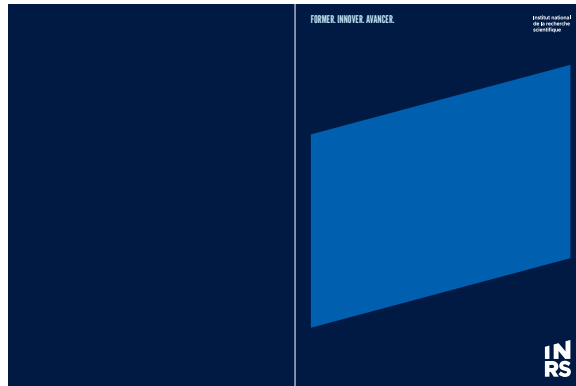 FORMER. INNOVER. AVANCER.
Institut national
de la recherche
scientifique
IN
RS